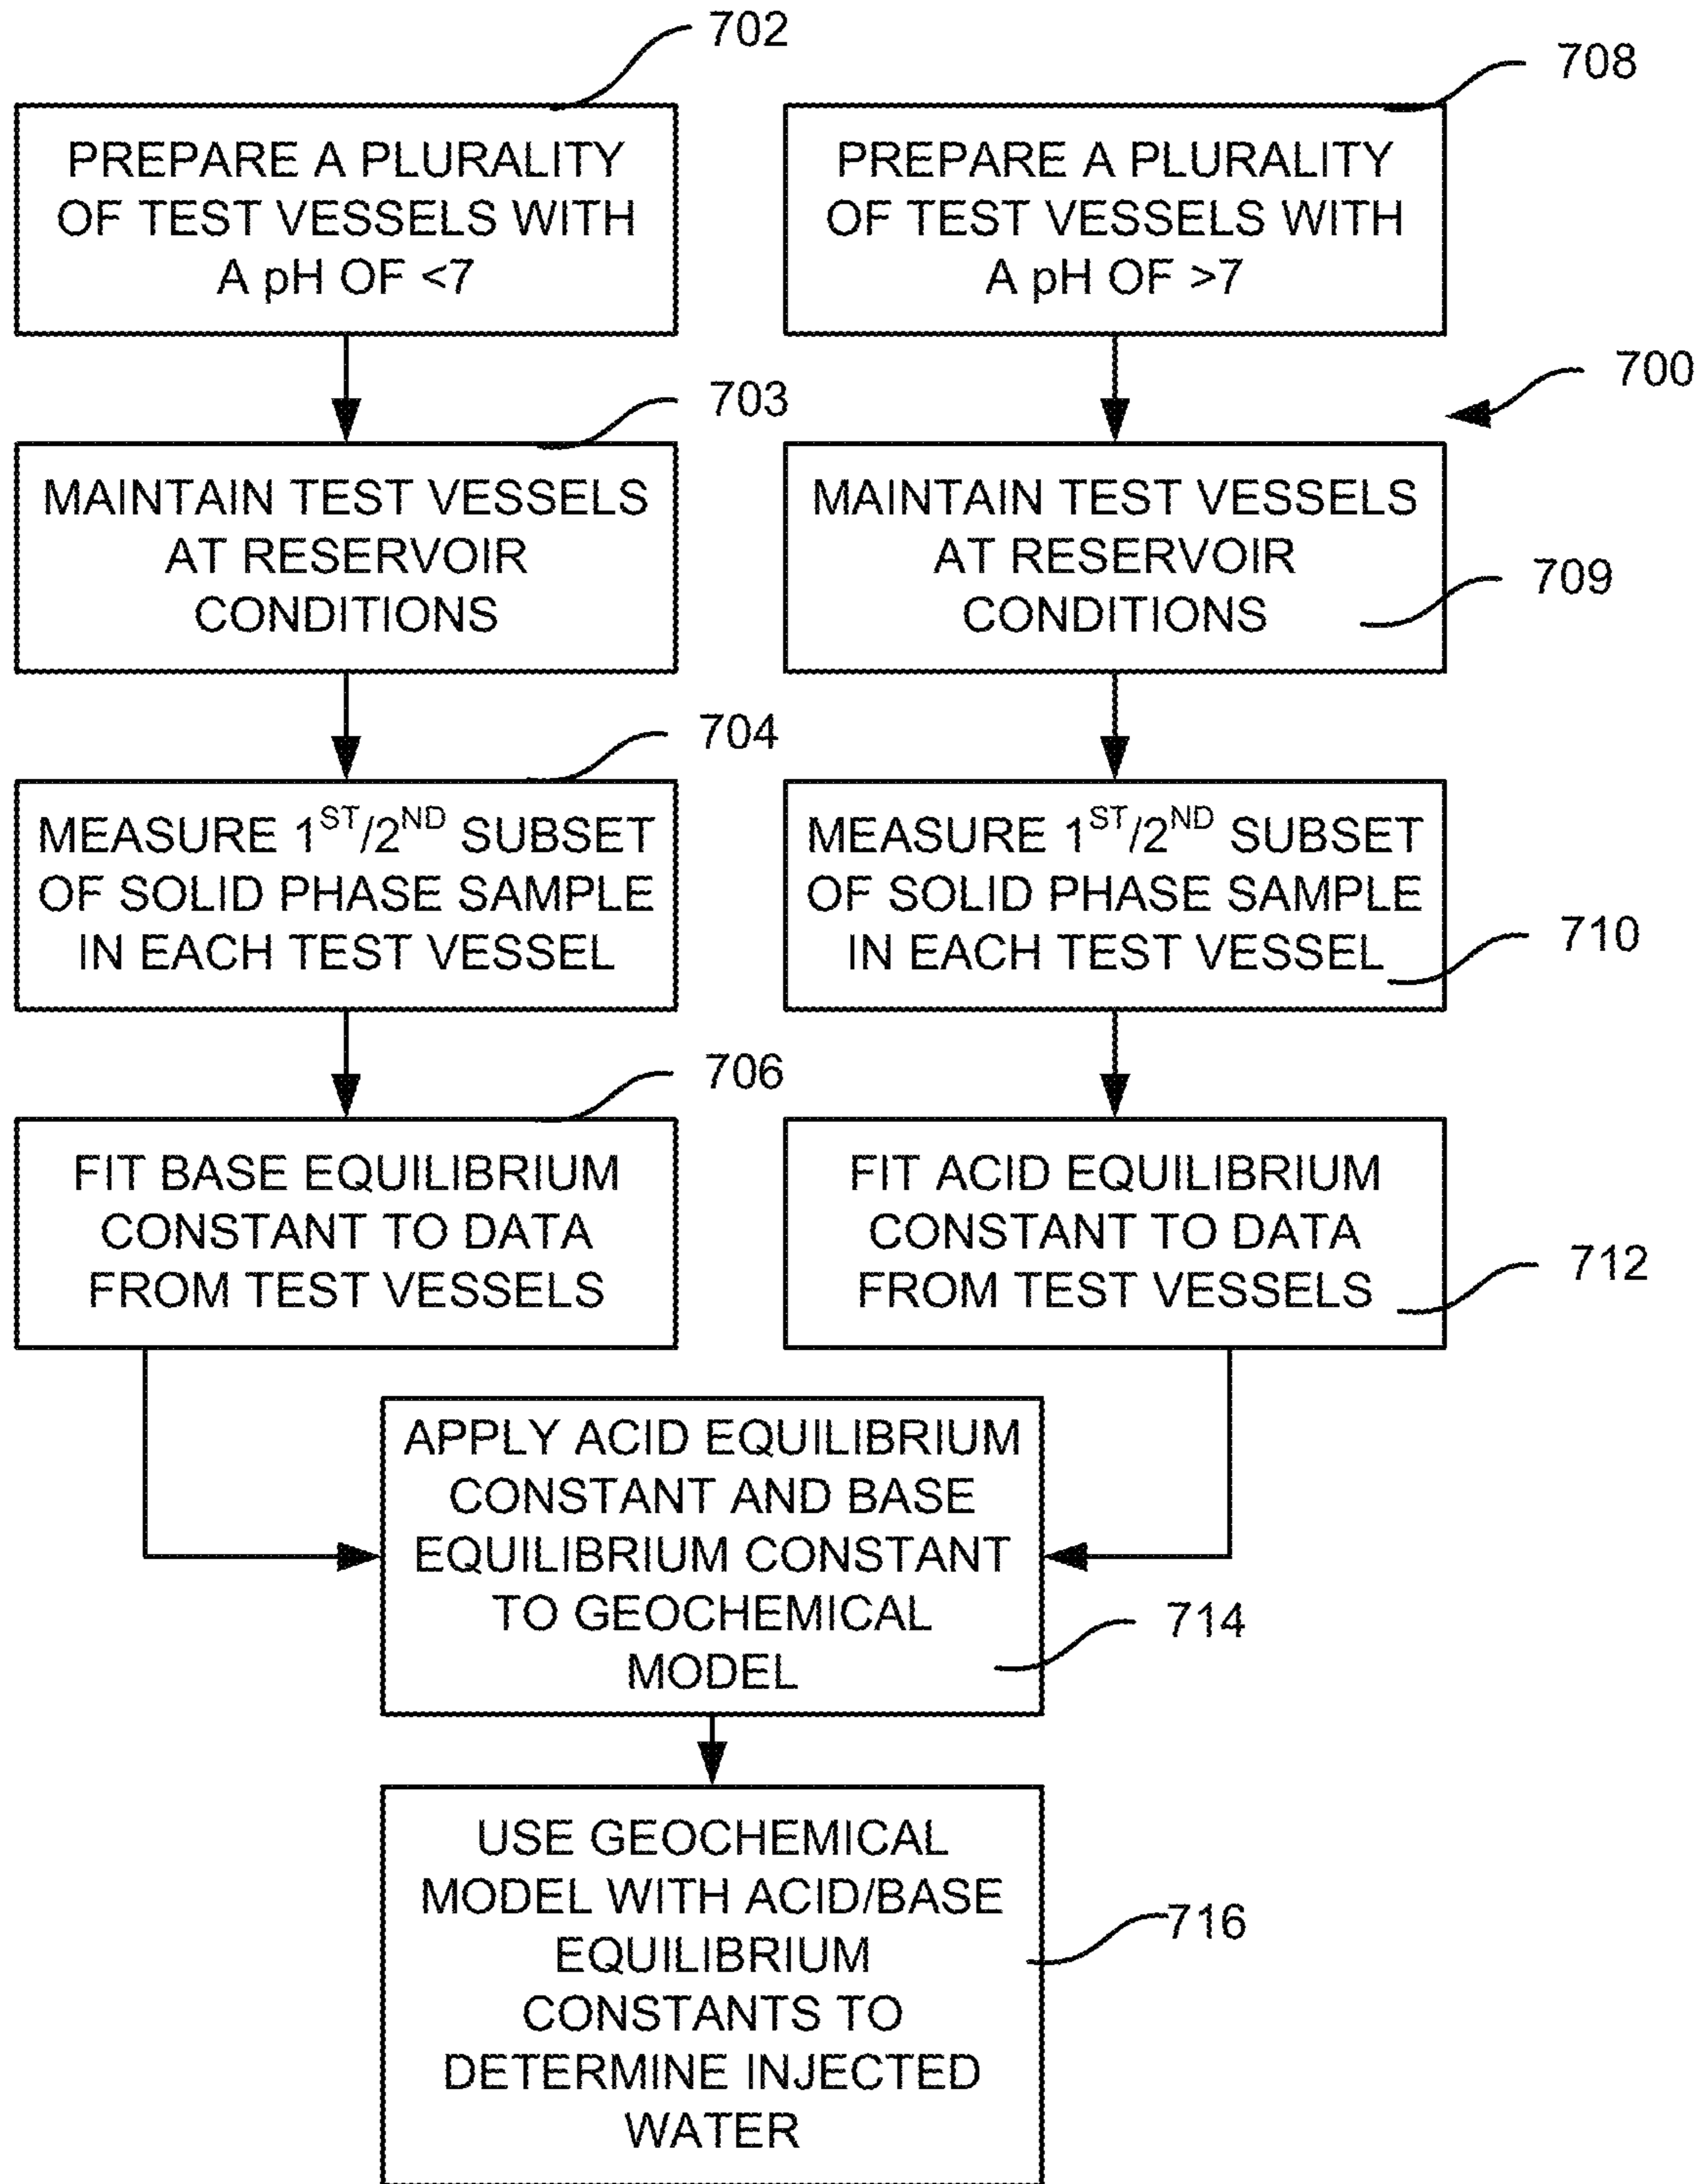 702
PREPARE A PLURALITY
OF TEST VESSELS WITH
A pH OF <7
708
PREPARE A PLURALITY
OF TEST VESSELS WITH
A pH OF >7
700
703
MAINTAIN TEST VESSELS
AT RESERVOIR
CONDITIONS
MAINTAIN TEST VESSELS
AT RESERVOIR
CONDITIONS
709
704
MEASURE 1ST/2ND SUBSET
OF SOLID PHASE SAMPLE
IN EACH TEST VESSEL
MEASURE 1ST/2ND SUBSET
OF SOLID PHASE SAMPLE
IN EACH TEST VESSEL
710
706
FIT BASE EQUILIBRIUM
CONSTANT TO DATA
FROM TEST VESSELS
FIT ACID EQUILIBRIUM
CONSTANT TO DATA
FROM TEST VESSELS
712
APPLY ACID EQUILIBRIUM
CONSTANT AND BASE
EQUILIBRIUM CONSTANT
TO GEOCHEMICAL
MODEL
714
USE GEOCHEMICAL
MODEL WITH ACID/BASE
EQUILIBRIUM
CONSTANTS TO
DETERMINE INJECTED
WATER
716